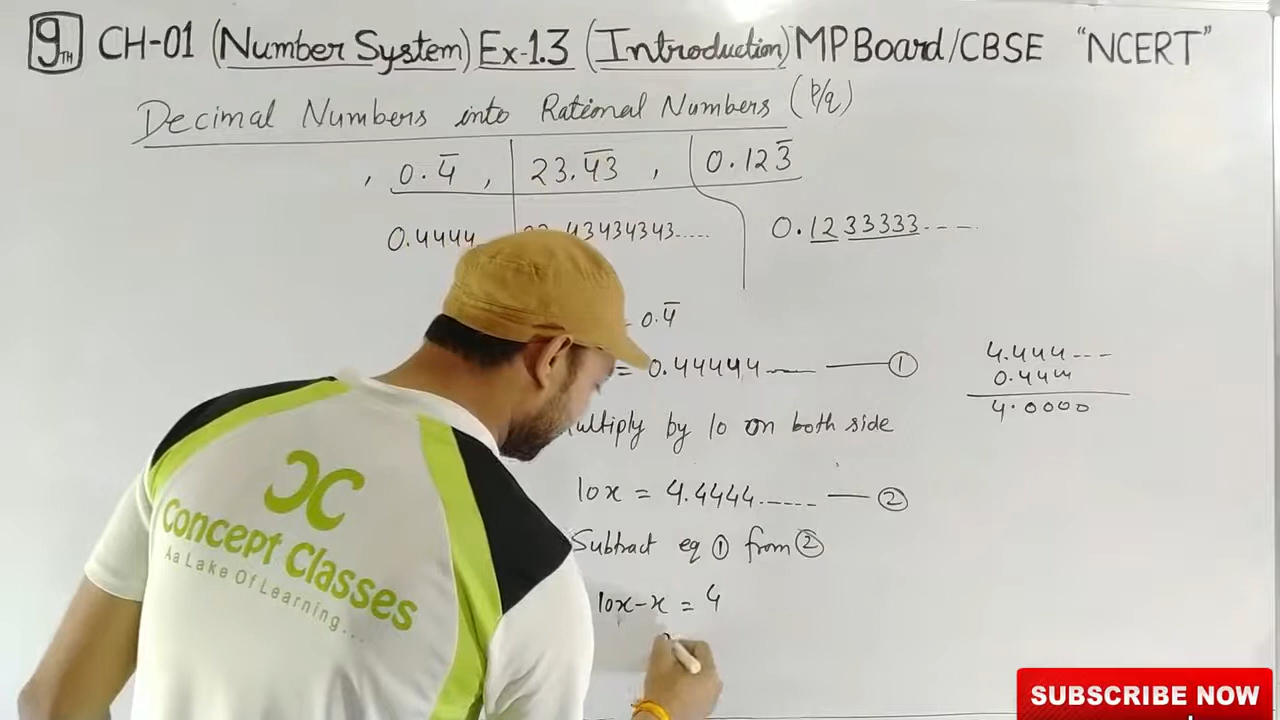 9TH CH-01 (Number System) Ex-1.3 (Introduction) MP Board/CBSE "NCERT"
Decimal Numbers into Rational Numbers (p/q)
, 0.4̅ , 23.4̅3̅ , 0.123̅
0.4444 43434343..... 0.1233333----
0.4̅
= 0.44444...... —— ①
4.444---
0.444
4.0000
ultiply by 10 on both side
10x = 4.4444...... — ②
Subtract eq ① from ②
10x-x = 4
Concept Classes
Aa Lake Of Learning...
SUBSCRIBE NOW